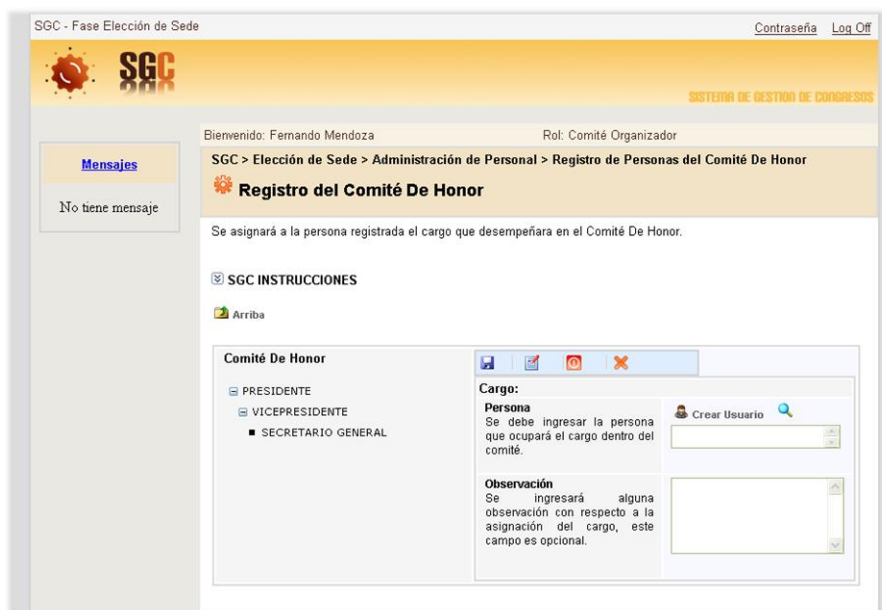 SGC - Fase Elección de Sede
Contraseña Log Off
SGC
SISTEMA DE GESTION DE CONGRESOS
Bienvenido: Fernando Mendoza Rol: Comité Organizador
Mensajes
No tiene mensaje
SGC > Elección de Sede > Administración de Personal > Registro de Personas del Comité De Honor
Registro del Comité De Honor
Se asignará a la persona registrada el cargo que desempeñara en el Comité De Honor.
SGC INSTRUCCIONES
Arriba
Comité De Honor
PRESIDENTE
VICEPRESIDENTE
SECRETARIO GENERAL
Cargo:
Persona
Se debe ingresar la persona
que ocupará el cargo dentro del
comité.
Crear Usuario
Observación
Se ingresará alguna
observación con respecto a la
asignación del cargo, este
campo es opcional.